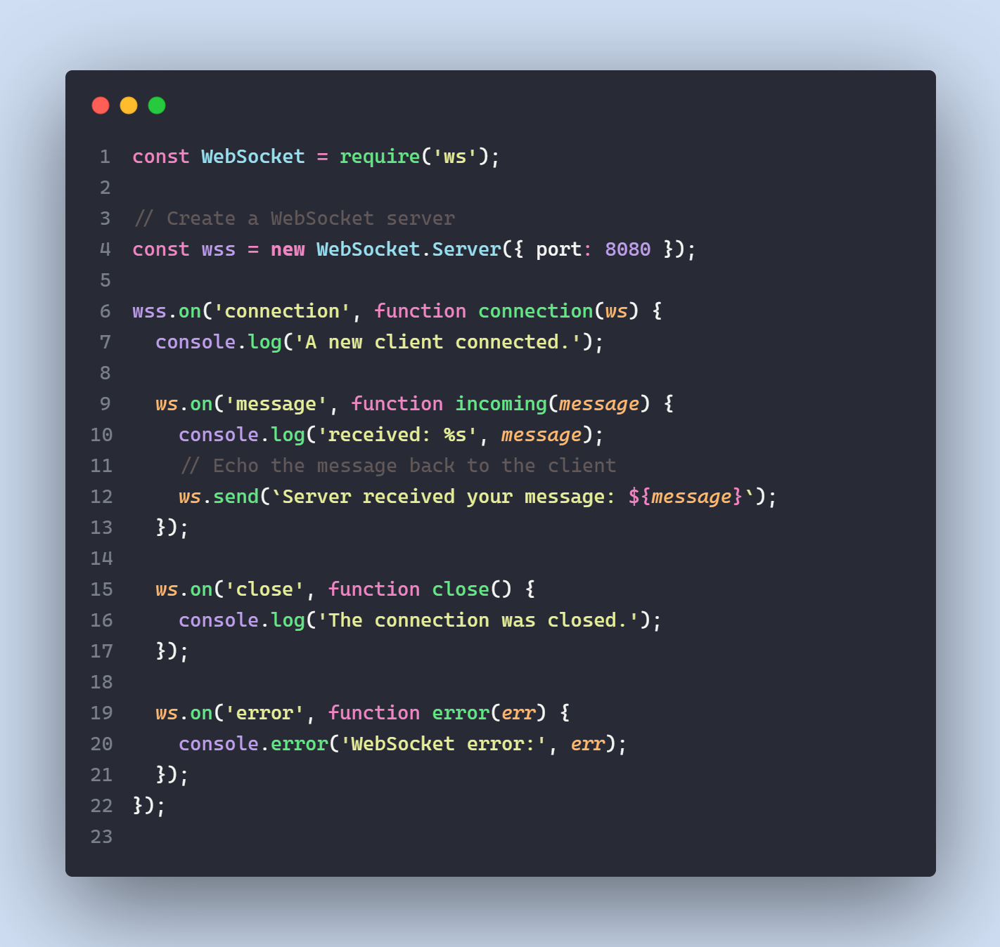 1 const WebSocket = require('ws');
2
3 // Create a WebSocket server
4 const wss = new WebSocket.Server({ port: 8080 });
5
6 wss.on('connection', function connection(ws) {
7   console.log('A new client connected.');
8
9   ws.on('message', function incoming(message) {
10     console.log('received: %s', message);
11     // Echo the message back to the client
12     ws.send(`Server received your message: ${message}`);
13   });
14
15   ws.on('close', function close() {
16     console.log('The connection was closed.');
17   });
18
19   ws.on('error', function error(err) {
20     console.error('WebSocket error:', err);
21   });
22 });
23